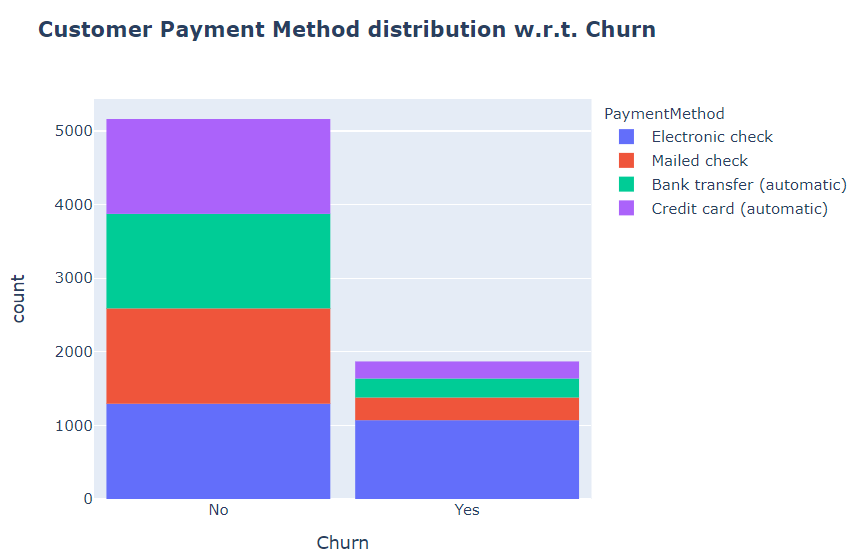 Customer Payment Method distribution w.r.t. Churn
PaymentMethod
Electronic check
Mailed check
Bank transfer (automatic)
Credit card (automatic)
count
5000
4000
3000
2000
1000
0
No
Yes
Churn